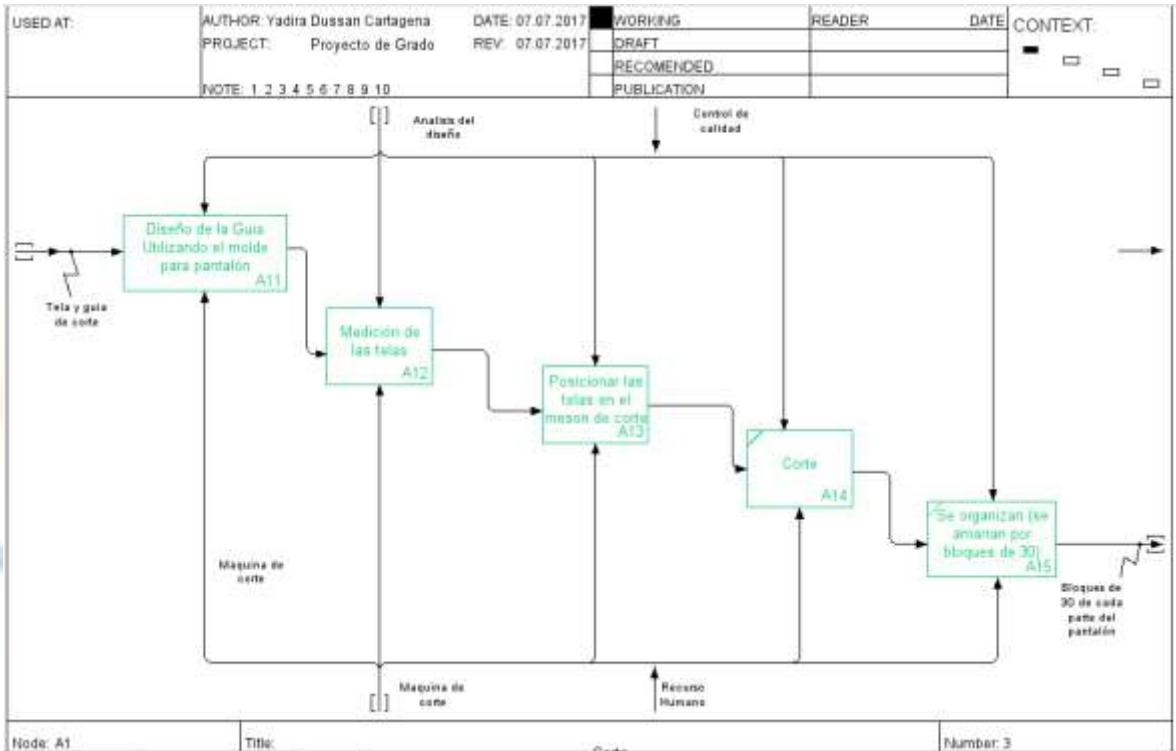 USED AT:
AUTHOR: Yadira Dussan Cartagena
DATE: 07.07.2017
PROJECT: Proyecto de Grado
REV: 07.07.2017
NOTE: 1 2 3 4 5 6 7 8 9 10
WORKING
DRAFT
RECOMENDED
PUBLICATION
READER
DATE
CONTEXT:
Analisis del
diseño
Control de
calidad
Diseño de la Guia
Utilizando el molde
para pantalón
A11
Tela y guia
de corte
Medición de
las telas
A12
Posicionar las
telas en el
meson de corte
A13
Corte
A14
Se organizan (se
amarran por
bloques de 30)
A15
Maquina de
corte
Bloques de
30 de cada
parte del
pantalón
Maquina de
corte
Recurso
Humano
Node: A1
Title:
Number: 3